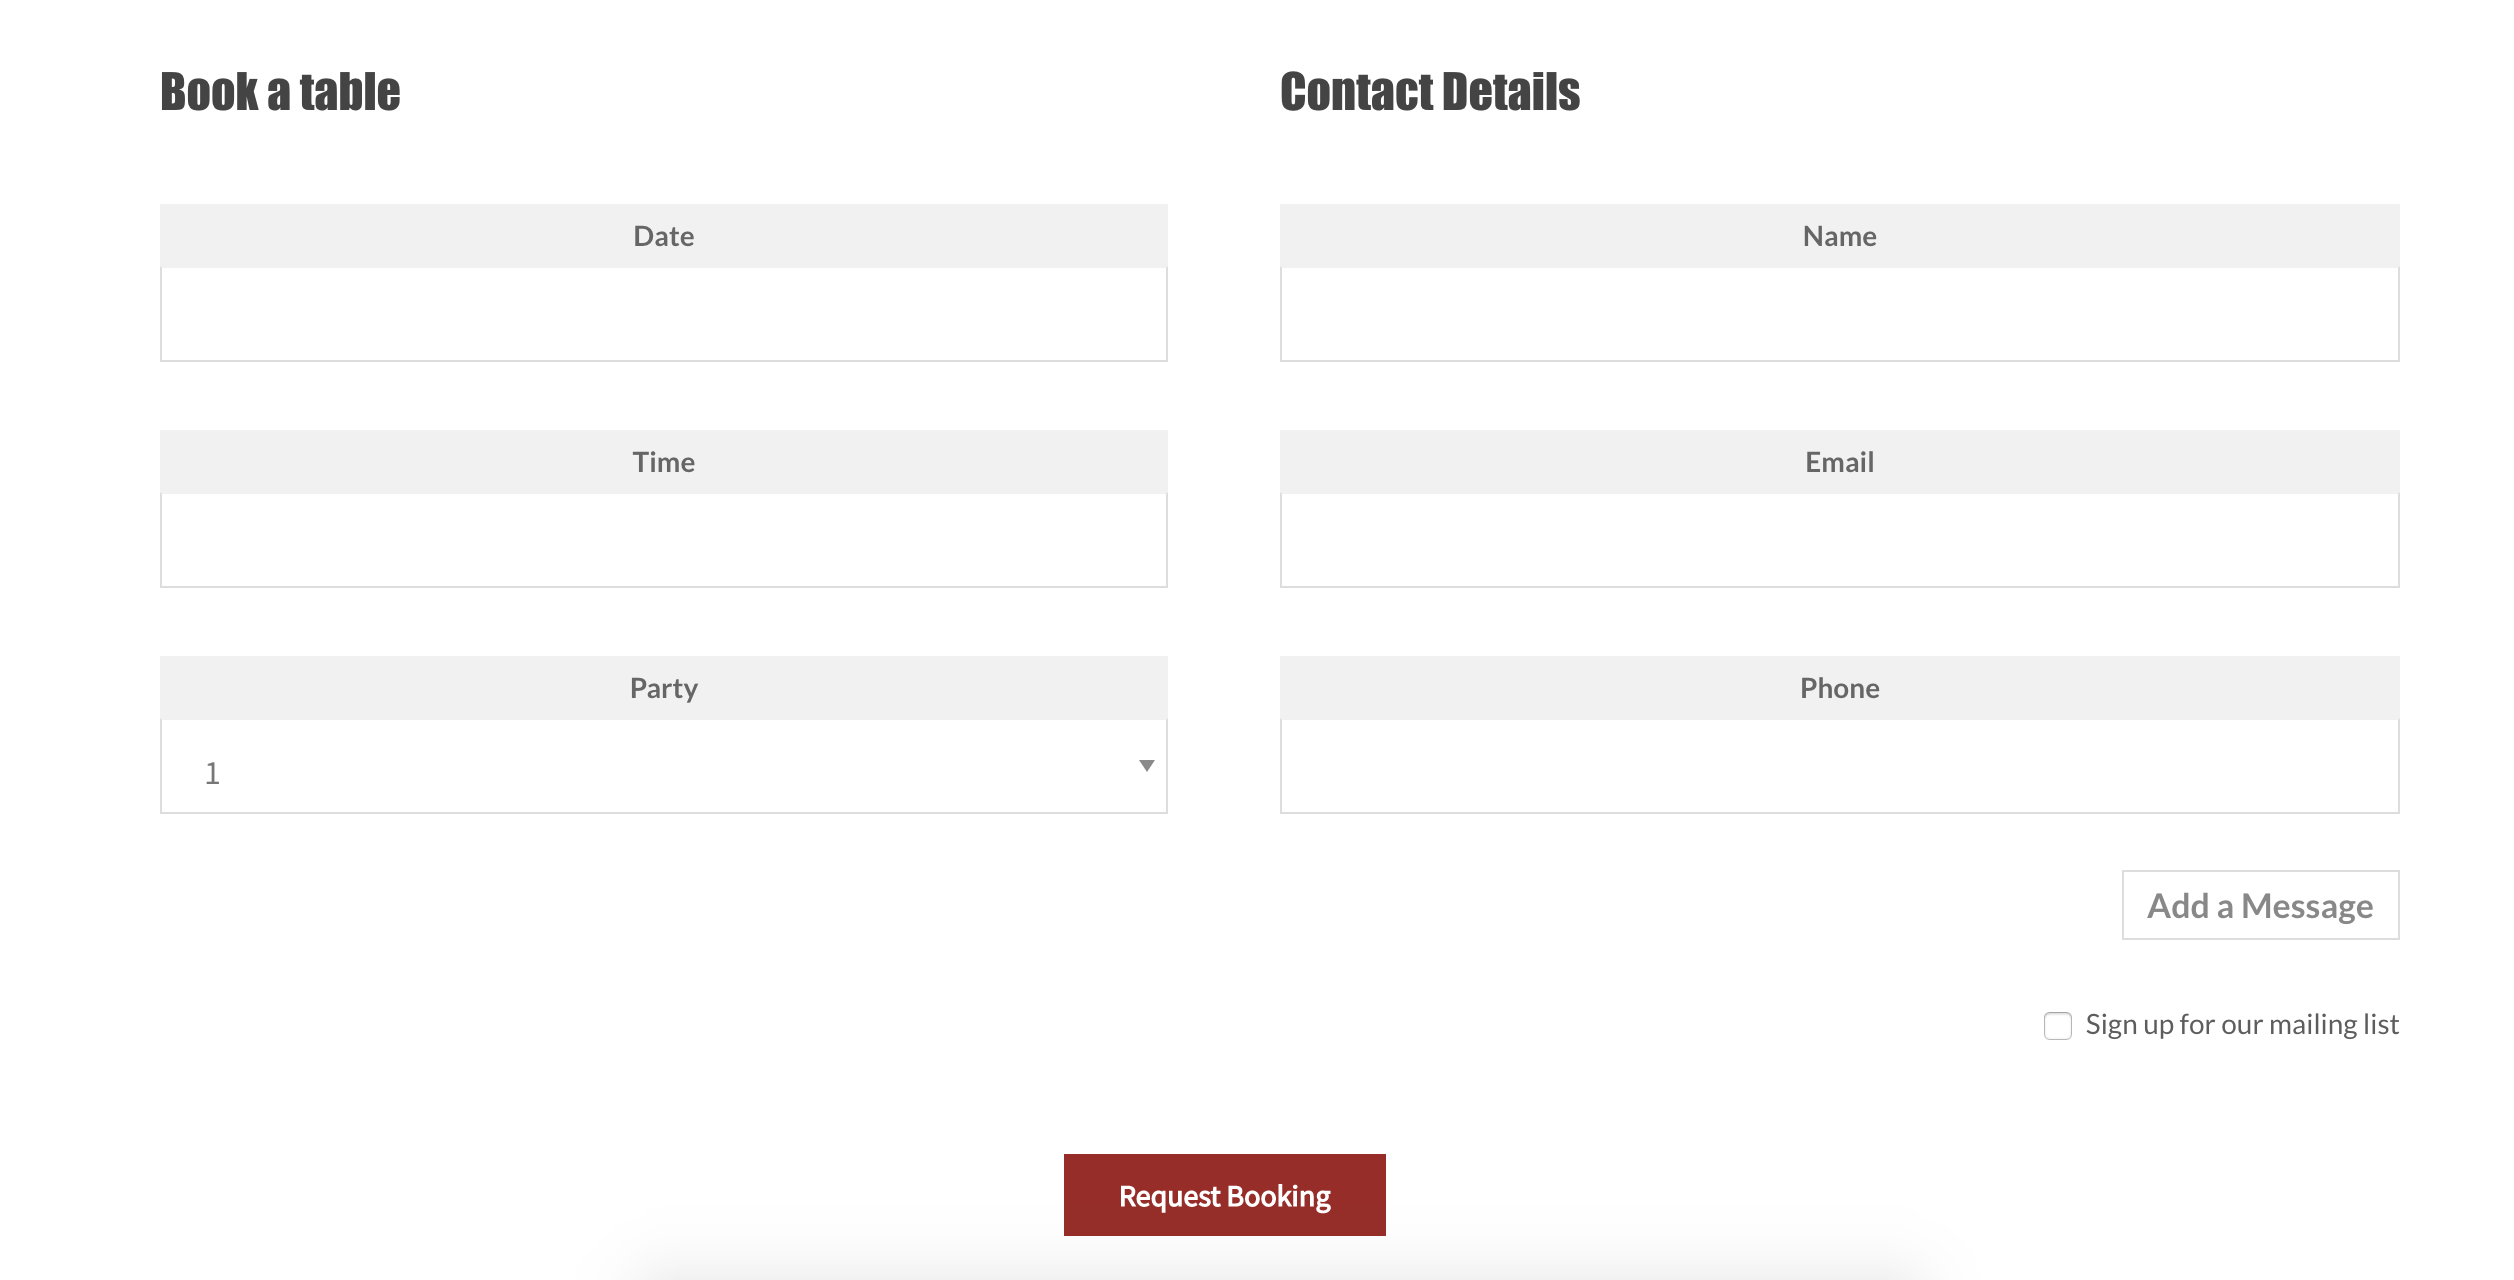 Book a table
Date
Time
Party
1
Contact Details
Name
Email
Phone
Add a Message
Sign up for our mailing list
Request Booking